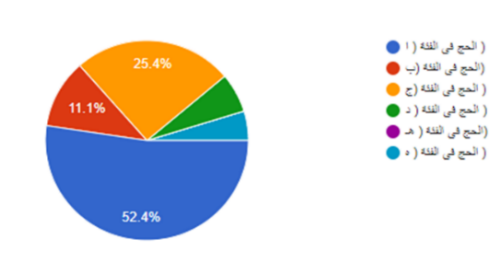 الحج فى الفئة ( ا )
الحج فى الفئة (ب)
الحج فى الفئة (ج )
الحج فى الفئة ( د )
الحج فى الفئة ( هـ)
الحج فى الفئة ( ه )
25.4%
11.1%
52.4%